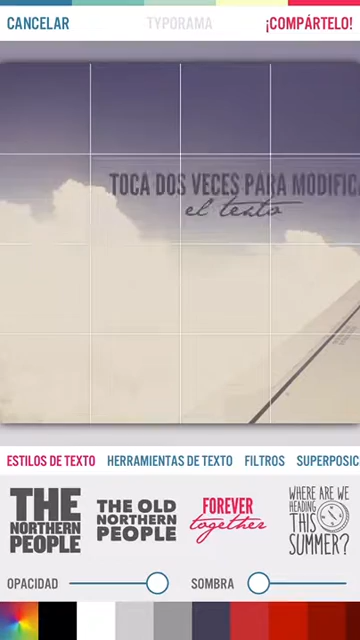 CANCELAR TYPORAMA ¡COMPÁRTELO!
TOCA DOS VECES PARA MODIFICA
el texto
ESTILOS DE TEXTO HERRAMIENTAS DE TEXTO FILTROS SUPERPOSIC
THE
NORTHERN
PEOPLE
THE OLD
NORTHERN
PEOPLE
FOREVER
together
WHERE ARE WE
HEADING
THIS
SUMMER?
OPACIDAD SOMBRA